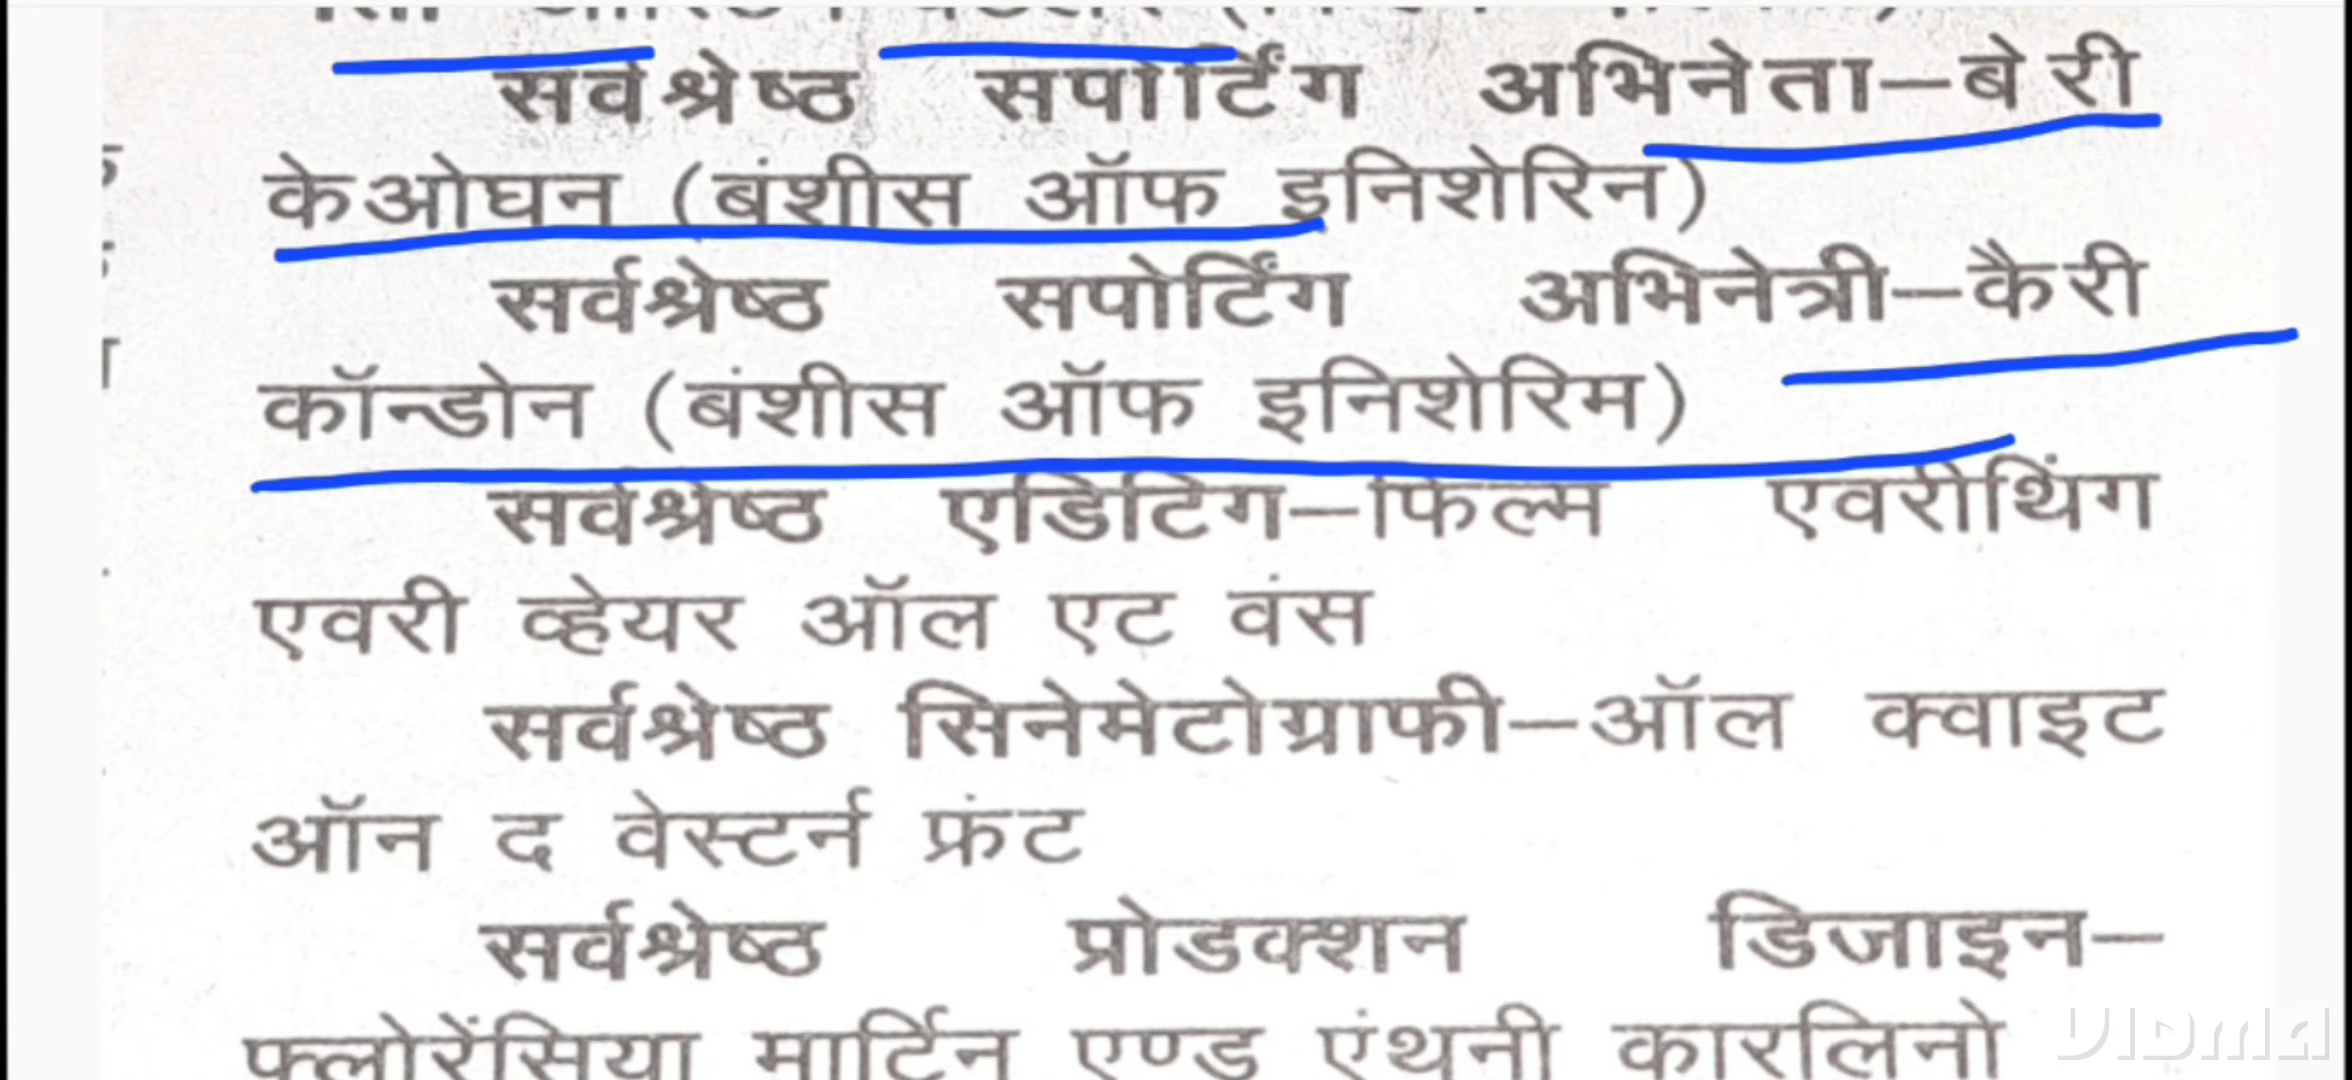 सर्वश्रेष्ठ सपोर्टिंग अभिनेता–बेरी
केओघन (बंशीस ऑफ इनिशेरिन)
सर्वश्रेष्ठ सपोर्टिंग अभिनेत्री–कैरी
कॉन्डोन (बंशीस ऑफ इनिशेरिम)
सर्वश्रेष्ठ एडिटिंग–फिल्म एवरीथिंग
एवरी व्हेयर ऑल एट वंस
सर्वश्रेष्ठ सिनेमेटोग्राफी–ऑल क्वाइट
ऑन द वेस्टर्न फ्रंट
सर्वश्रेष्ठ प्रोडक्शन डिजाइन–
फ्लोरेंसिया मार्टिन एण्ड एंथनी कारलिनो
VIDMA